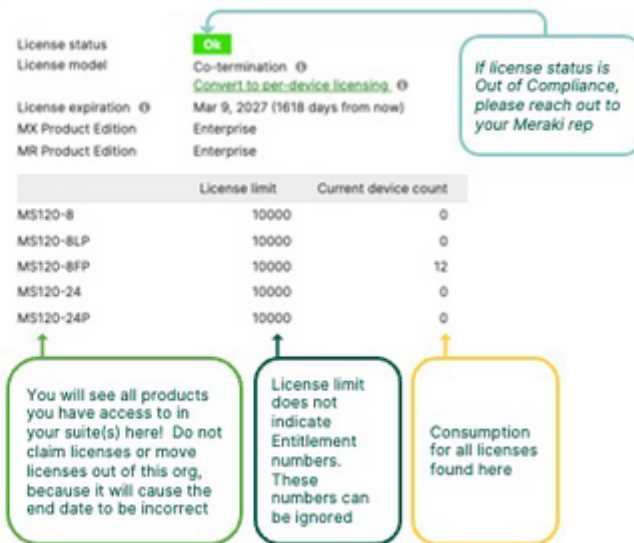 License status Ok
License model Co-termination
Convert to per-device licensing
License expiration Mar 9, 2027 (1618 days from now)
MX Product Edition Enterprise
MR Product Edition Enterprise
If license status is
Out of Compliance,
please reach out to
your Meraki rep
License limit Current device count
MS120-8 10000 0
MS120-8LP 10000 0
MS120-8FP 10000 12
MS120-24 10000 0
MS120-24P 10000 0
You will see all products
you have access to in
your suite(s) here! Do not
claim licenses or move
licenses out of this org,
because it will cause the
end date to be incorrect
License limit
does not
indicate
Entitlement
numbers.
These
numbers can
be ignored
Consumption
for all licenses
found here